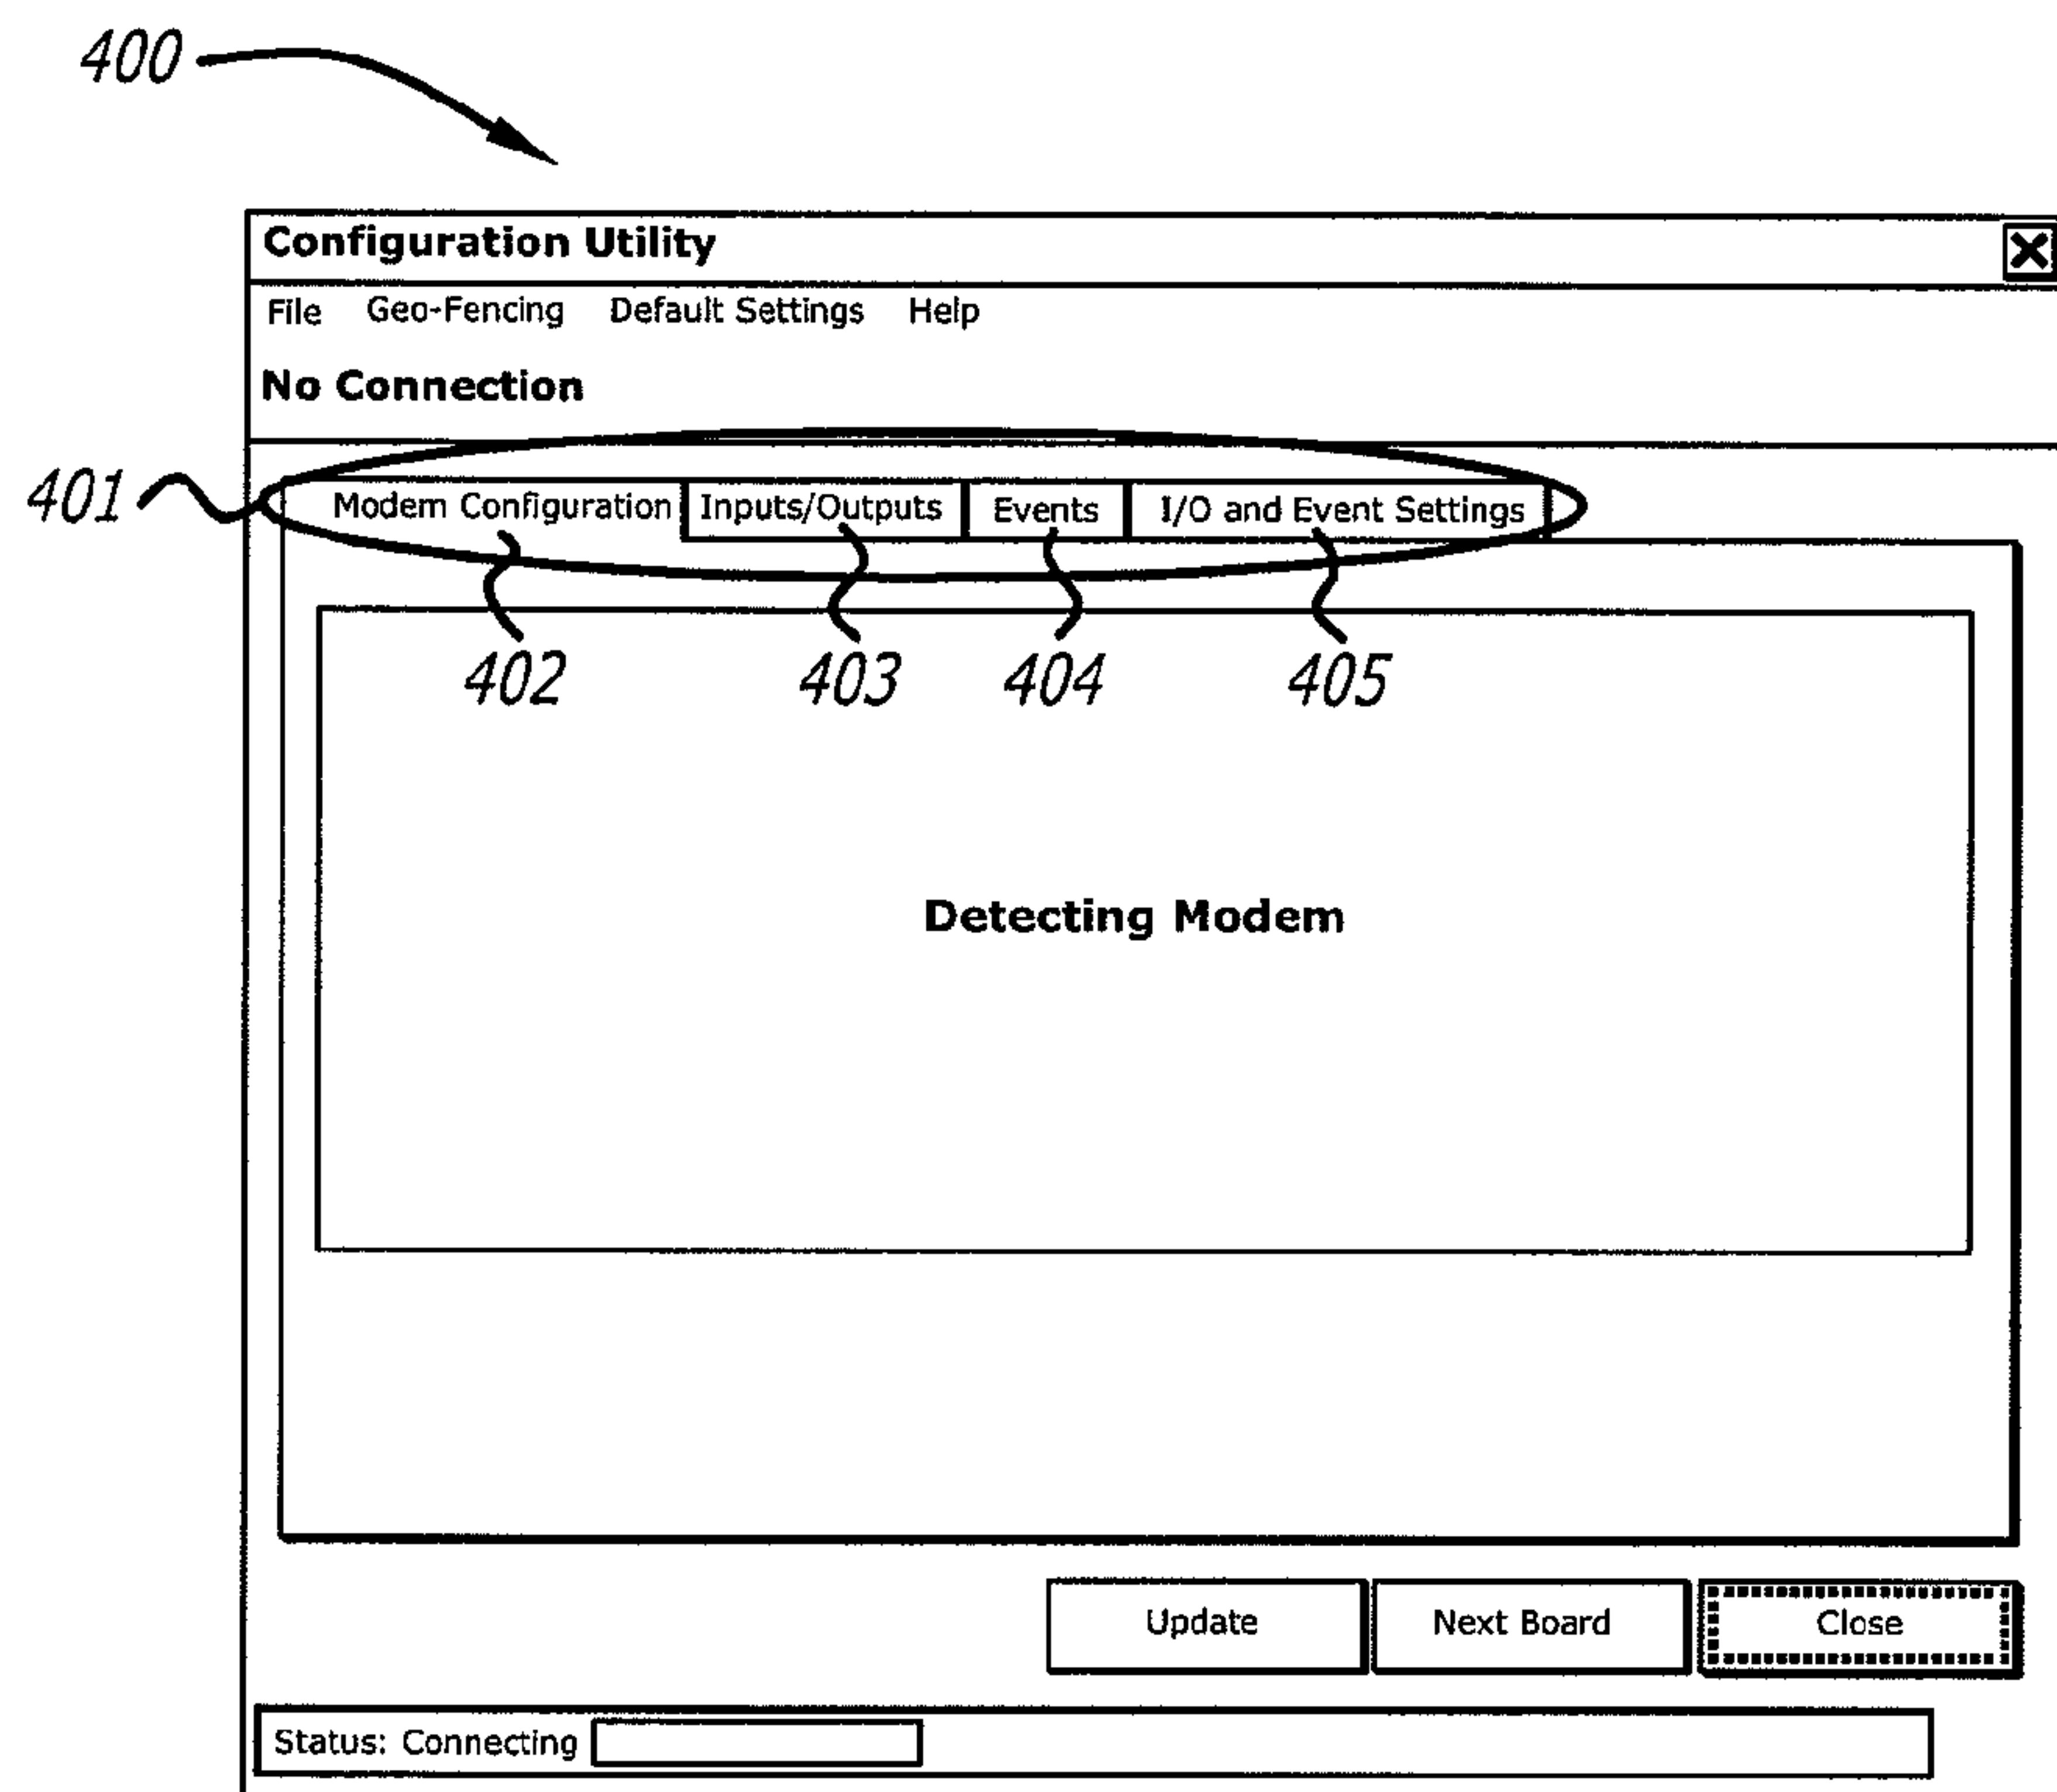 400
Configuration Utility
File Geo-Fencing Default Settings Help
No Connection
401
Modem Configuration Inputs/Outputs Events I/O and Event Settings
402 403 404 405
Detecting Modem
Update Next Board Close
Status: Connecting